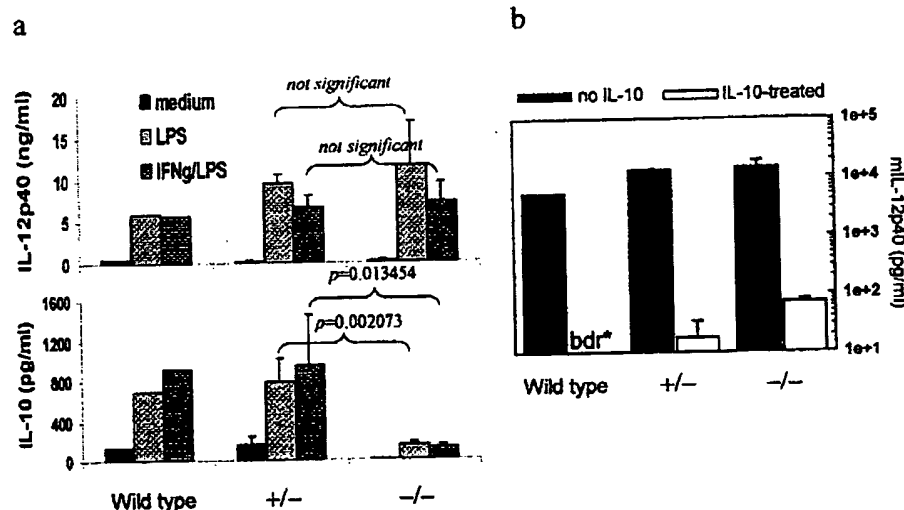 a
not significant
not significant
IL-12p40 (ng/ml)
20
15
10
5
0
medium
LPS
IFNg/LPS
p=0.013454
p=0.002073
IL-10 (pg/ml)
1600
1200
800
400
0
Wild type
+/−
−/−
b
no IL-10
IL-10-treated
bdr*
1e+5
1e+4
1e+3
1e+2
1e+1
mIL-12p40 (pg/ml)
Wild type
+/−
−/−